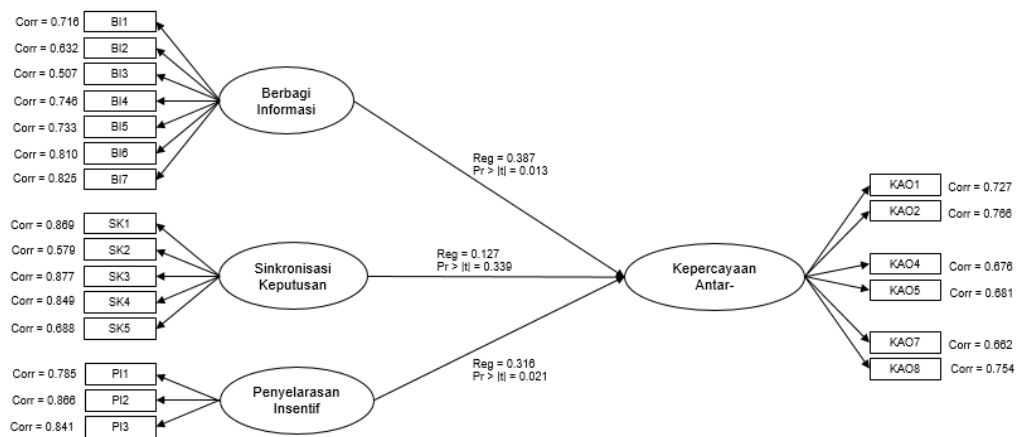 Corr = 0.716 BI1
Corr = 0.632 BI2
Corr = 0.507 BI3
Corr = 0.746 BI4
Corr = 0.733 BI5
Corr = 0.810 BI6
Corr = 0.825 BI7
Berbagi
Informasi
Reg = 0.387
Pr > |t| = 0.013
Corr = 0.869 SK1
Corr = 0.579 SK2
Corr = 0.877 SK3
Corr = 0.849 SK4
Corr = 0.688 SK5
Sinkronisasi
Keputusan
Reg = 0.127
Pr > |t| = 0.339
Corr = 0.785 PI1
Corr = 0.866 PI2
Corr = 0.841 PI3
Penyelarasan
Insentif
Reg = 0.316
Pr > |t| = 0.021
Kepercayaan
Antar-
KAO1 Corr = 0.727
KAO2 Corr = 0.766
KAO4 Corr = 0.676
KAO5 Corr = 0.681
KAO7 Corr = 0.662
KAO8 Corr = 0.754